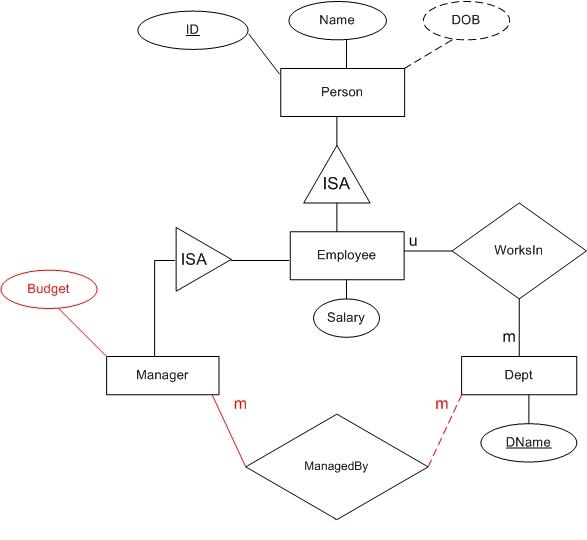 ID
Name
DOB
Person
ISA
ISA
Employee
u
WorksIn
Budget
Salary
m
Manager
Dept
m
m
DName
ManagedBy